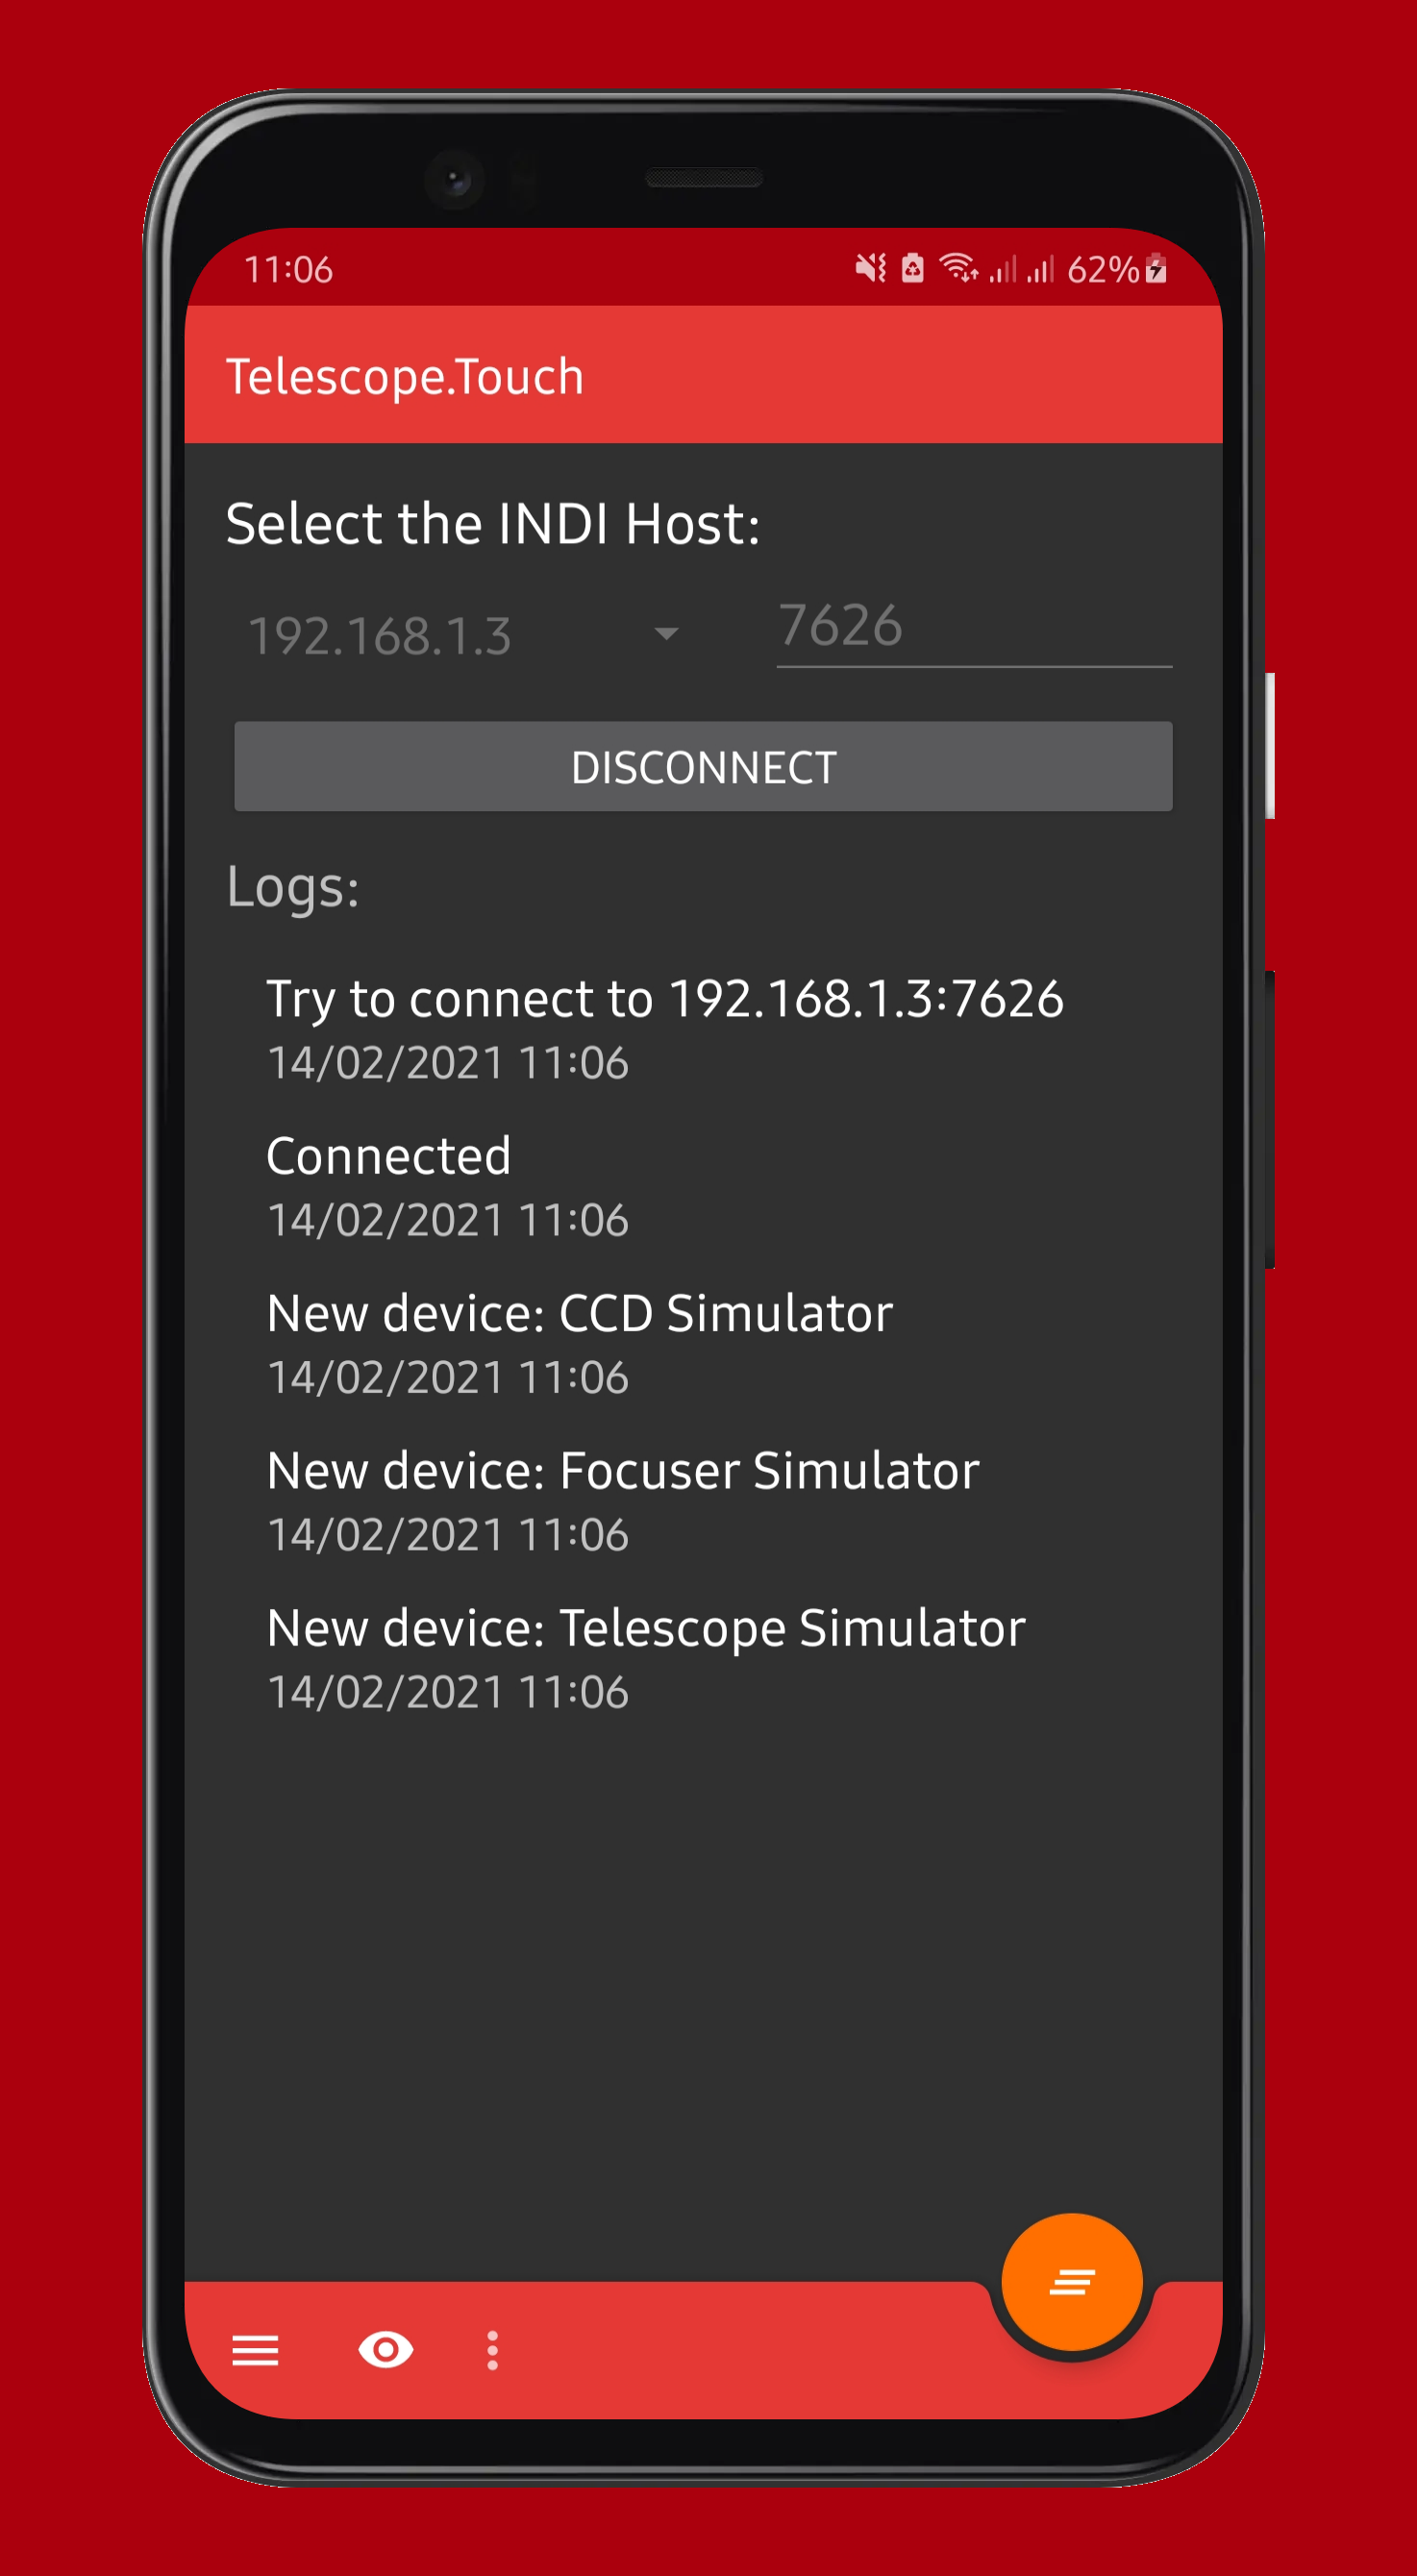 11:06
62%
Telescope.Touch
Select the INDI Host:
192.168.1.3
7626
DISCONNECT
Logs:
Try to connect to 192.168.1.3:7626
14/02/2021 11:06
Connected
14/02/2021 11:06
New device: CCD Simulator
14/02/2021 11:06
New device: Focuser Simulator
14/02/2021 11:06
New device: Telescope Simulator
14/02/2021 11:06